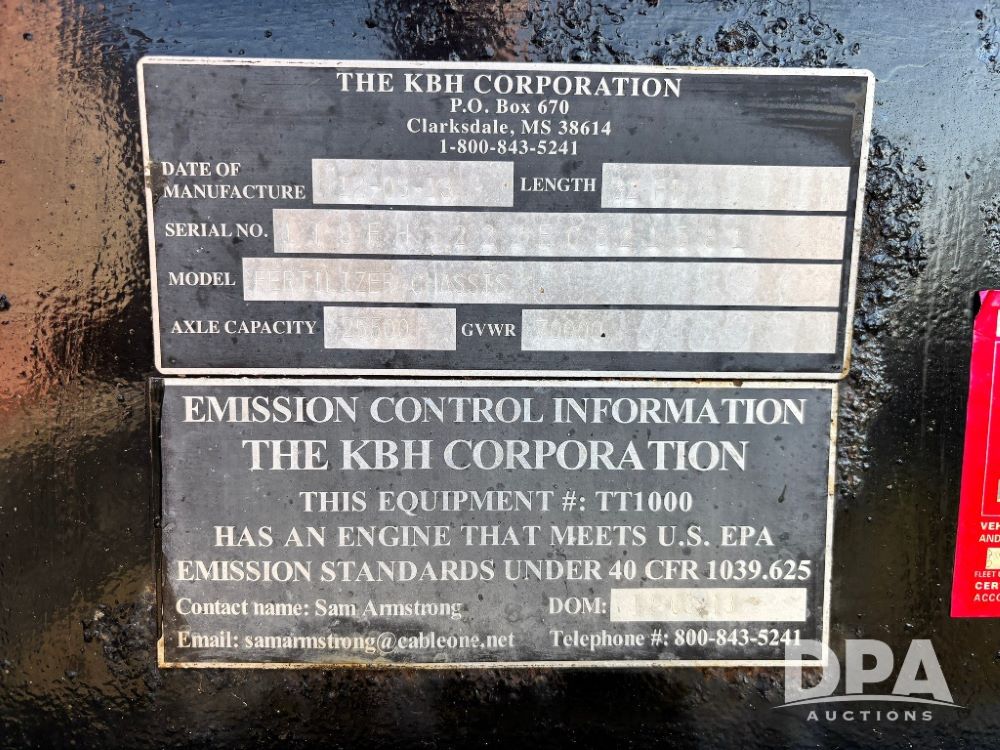 THE KBH CORPORATION
P.O. Box 670
Clarksdale, MS 38614
1-800-843-5241
DATE OF MANUFACTURE LENGTH
SERIAL NO.
MODEL FERTILIZER CHASSIS
AXLE CAPACITY 25500 GVWR
EMISSION CONTROL INFORMATION
THE KBH CORPORATION
THIS EQUIPMENT #: TT1000
HAS AN ENGINE THAT MEETS U.S. EPA
EMISSION STANDARDS UNDER 40 CFR 1039.625
Contact name: Sam Armstrong DOM:
Email: samarmstrong@cableone.net Telephone #: 800-843-5241
DPA
AUCTIONS